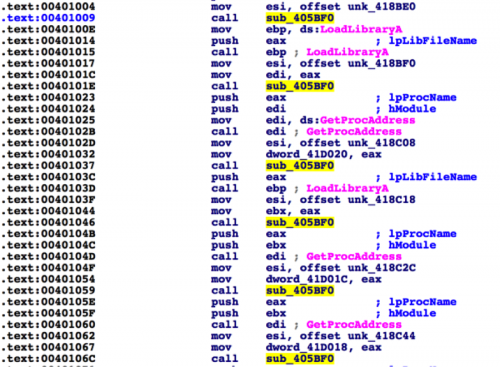 .text:00401004 mov esi, offset unk_418BE0
.text:00401009 call sub_405BF0
.text:0040100E mov ebp, ds:LoadLibraryA
.text:00401014 push eax ; lpLibFileName
.text:00401015 call ebp ; LoadLibraryA
.text:00401017 mov esi, offset unk_418BF0
.text:0040101C mov edi, eax
.text:0040101E call sub_405BF0
.text:00401023 push eax ; lpProcName
.text:00401024 push edi ; hModule
.text:00401025 mov edi, ds:GetProcAddress
.text:0040102B call edi ; GetProcAddress
.text:0040102D mov esi, offset unk_418C08
.text:00401032 mov dword_41D020, eax
.text:00401037 call sub_405BF0
.text:0040103C push eax ; lpLibFileName
.text:0040103D call ebp ; LoadLibraryA
.text:0040103F mov esi, offset unk_418C18
.text:00401044 mov ebx, eax
.text:00401046 call sub_405BF0
.text:0040104B push eax ; lpProcName
.text:0040104C push ebx ; hModule
.text:0040104D call edi ; GetProcAddress
.text:0040104F mov esi, offset unk_418C2C
.text:00401054 mov dword_41D01C, eax
.text:00401059 call sub_405BF0
.text:0040105E push eax ; lpProcName
.text:0040105F push ebx ; hModule
.text:00401060 call edi ; GetProcAddress
.text:00401062 mov esi, offset unk_418C44
.text:00401067 mov dword_41D018, eax
.text:0040106C call sub_405BF0